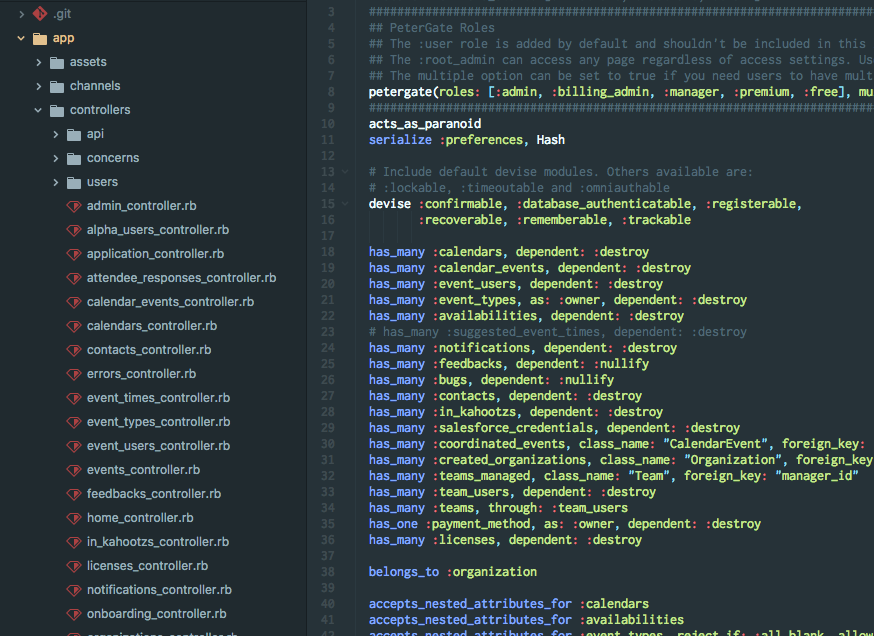 .git
app
assets
channels
controllers
api
concerns
users
admin_controller.rb
alpha_users_controller.rb
application_controller.rb
attendee_responses_controller.rb
calendar_events_controller.rb
calendars_controller.rb
contacts_controller.rb
errors_controller.rb
event_times_controller.rb
event_types_controller.rb
event_users_controller.rb
events_controller.rb
feedbacks_controller.rb
home_controller.rb
in_kahootzs_controller.rb
licenses_controller.rb
notifications_controller.rb
onboarding_controller.rb
organizations_controller.rb
3 ########################################################################
4 ## PeterGate Roles
5 ## The :user role is added by default and shouldn't be included in this
6 ## The :root_admin can access any page regardless of access settings. Us
7 ## The multiple option can be set to true if you need users to have mult
8 petergate(roles: [:admin, :billing_admin, :manager, :premium, :free], mu
9 ########################################################################
10 acts_as_paranoid
11 serialize :preferences, Hash
12
13 # Include default devise modules. Others available are:
14 # :lockable, :timeoutable and :omniauthable
15 devise :confirmable, :database_authenticatable, :registerable,
16 :recoverable, :rememberable, :trackable
17
18 has_many :calendars, dependent: :destroy
19 has_many :calendar_events, dependent: :destroy
20 has_many :event_users, dependent: :destroy
21 has_many :event_types, as: :owner, dependent: :destroy
22 has_many :availabilities, dependent: :destroy
23 # has_many :suggested_event_times, dependent: :destroy
24 has_many :notifications, dependent: :destroy
25 has_many :feedbacks, dependent: :nullify
26 has_many :bugs, dependent: :nullify
27 has_many :contacts, dependent: :destroy
28 has_many :in_kahootzs, dependent: :destroy
29 has_many :salesforce_credentials, dependent: :destroy
30 has_many :coordinated_events, class_name: "CalendarEvent", foreign_key:
31 has_many :created_organizations, class_name: "Organization", foreign_key
32 has_many :teams_managed, class_name: "Team", foreign_key: "manager_id"
33 has_many :team_users, dependent: :destroy
34 has_many :teams, through: :team_users
35 has_one :payment_method, as: :owner, dependent: :destroy
36 has_many :licenses, dependent: :destroy
37
38 belongs_to :organization
39
40 accepts_nested_attributes_for :calendars
41 accepts_nested_attributes_for :availabilities
42 accepts_nested_attributes_for :event_types, reject_if: :all_blank, allow